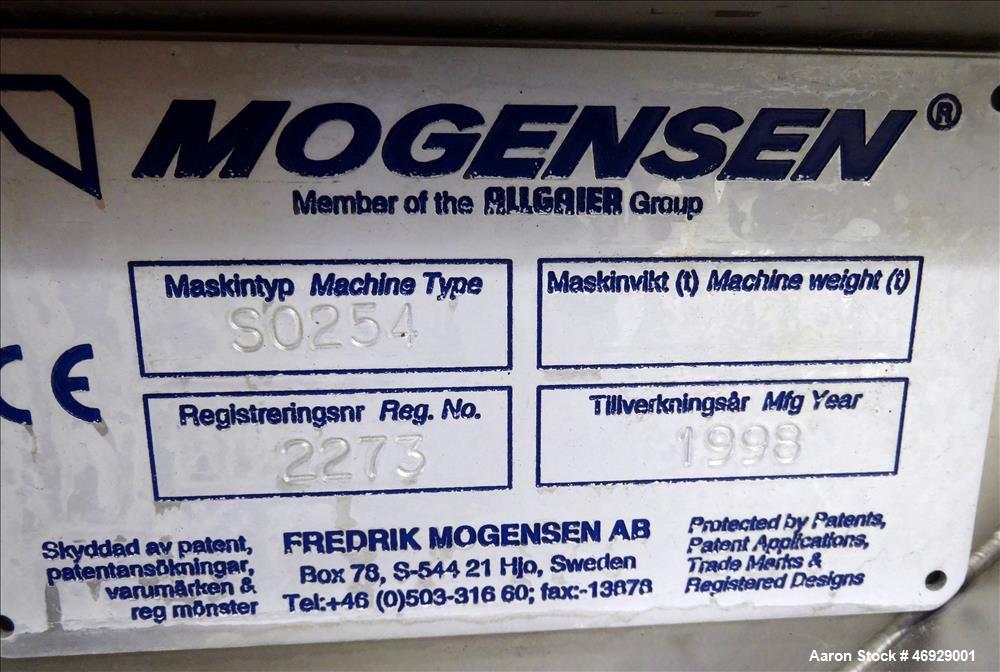 MOGENSEN®
Member of the ALLGAIER Group
Maskintyp Machine Type
S0254
Maskinvikt (t) Machine weight (t)
CE
Registreringsnr Reg. No.
2273
Tillverkningsår Mfg Year
1998
Skyddad av patent,
patentansökningar,
varumärken &
reg mönster
FREDRIK MOGENSEN AB
Box 78, S-544 21 Hjo, Sweden
Tel:+46 (0)503-316 60; fax:-13878
Protected by Patents,
Patent Applications,
Trade Marks &
Registered Designs
Aaron Stock # 46929001